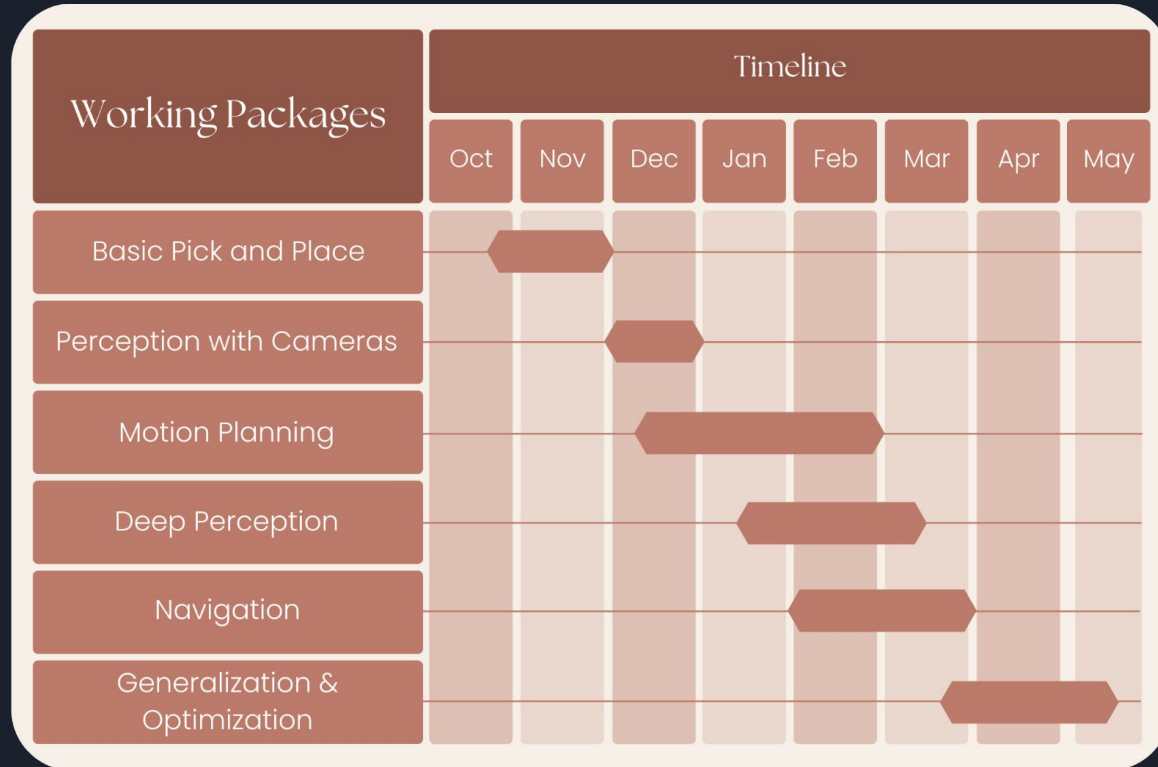 Working Packages
Timeline
Oct Nov Dec Jan Feb Mar Apr May
Basic Pick and Place
Perception with Cameras
Motion Planning
Deep Perception
Navigation
Generalization &
Optimization